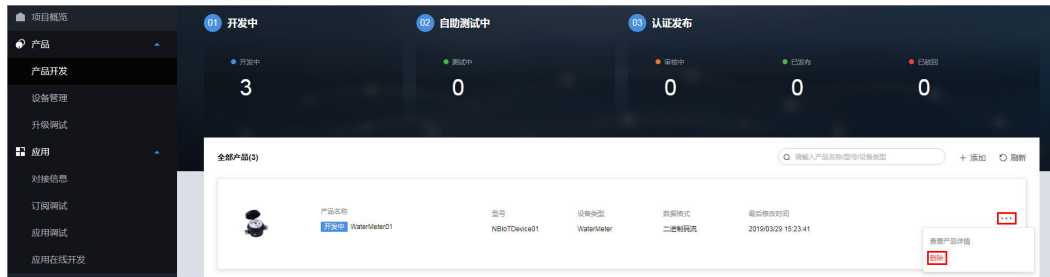 项目概览
产品
产品开发
设备管理
升级调试
应用
对接信息
订阅调试
应用调试
应用在线开发
01 开发中
02 自助测试中
03 认证发布
开发中
测试中
审核中
已发布
已驳回
3
0
0
0
0
全部产品(3)
请输入产品名称/型号/设备类型
+ 添加
刷新
产品名称
型号
设备类型
数据格式
最后修改时间
开发中 WaterMeter01
NBIoTDevice01
WaterMeter
二进制码流
2019/03/29 15:23:41
...
查看产品详情
删除